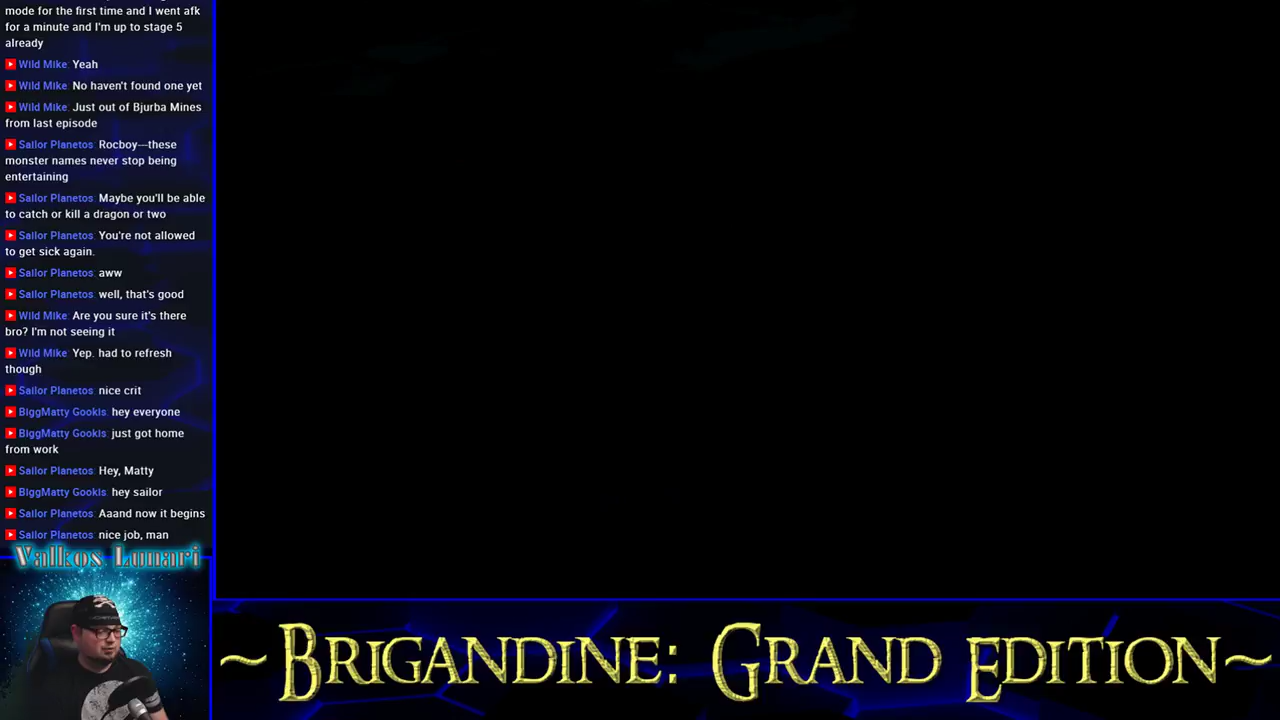 mode for the first time and I went afk
for a minute and I'm up to stage 5
already
Wild Mike: Yeah
Wild Mike: No haven't found one yet
Wild Mike: Just out of Bjurba Mines
from last episode
Sailor Planetos: Rocboy---these
monster names never stop being
entertaining
Sailor Planetos: Maybe you'll be able
to catch or kill a dragon or two
Sailor Planetos: You're not allowed
to get sick again.
Sailor Planetos: aww
Sailor Planetos: well, that's good
Wild Mike: Are you sure it's there
bro? I'm not seeing it
Wild Mike: Yep. had to refresh
though
Sailor Planetos: nice crit
BiggMatty Gookis: hey everyone
BiggMatty Gookis: just got home
from work
Sailor Planetos: Hey, Matty
BiggMatty Gookis: hey sailor
Sailor Planetos: Aaand now it begins
Sailor Planetos: nice job, man
Valkos Lunari
~Brigandine: Grand Edition~